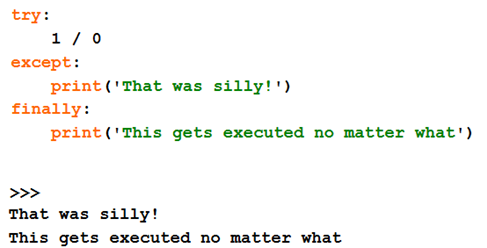 try:
    1 / 0
except:
    print('That was silly!')
finally:
    print('This gets executed no matter what')
>>>
That was silly!
This gets executed no matter what